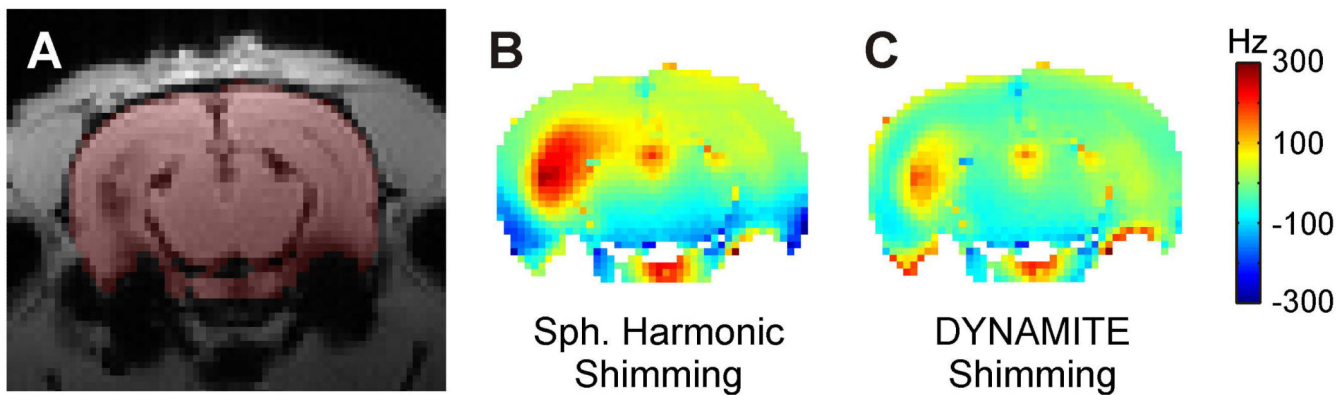 A
B
C
Hz
300
100
-100
-300
Sph. Harmonic
Shimming
DYNAMITE
Shimming